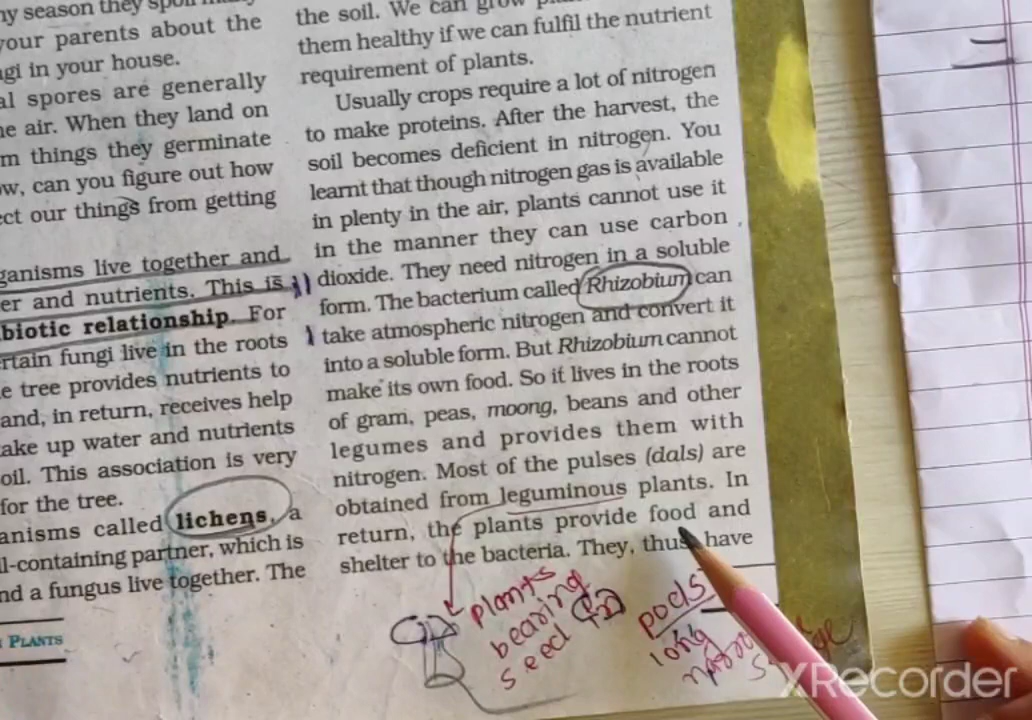 ny season they spoil many
your parents about the
ngi in your house.
al spores are generally
he air. When they land on
m things they germinate
ow, can you figure out how
ect our things from getting
ganisms live together and
er and nutrients. This is
biotic relationship. For
rtain fungi live in the roots
e tree provides nutrients to
and, in return, receives help
ake up water and nutrients
oil. This association is very
for the tree.
anisms called lichens, a
ll-containing partner, which is
nd a fungus live together. The
PLANTS
the soil. We can grow
them healthy if we can fulfil the nutrient
requirement of plants.
Usually crops require a lot of nitrogen
to make proteins. After the harvest, the
soil becomes deficient in nitrogen. You
learnt that though nitrogen gas is available
in plenty in the air, plants cannot use it
in the manner they can use carbon
dioxide. They need nitrogen in a soluble
form. The bacterium called Rhizobium can
take atmospheric nitrogen and convert it
into a soluble form. But Rhizobium cannot
make its own food. So it lives in the roots
of gram, peas, moong, beans and other
legumes and provides them with
nitrogen. Most of the pulses (dals) are
obtained from leguminous plants. In
return, the plants provide food and
shelter to the bacteria. They, thus have
plants
bearing
seed in
pods
long
XRecorder